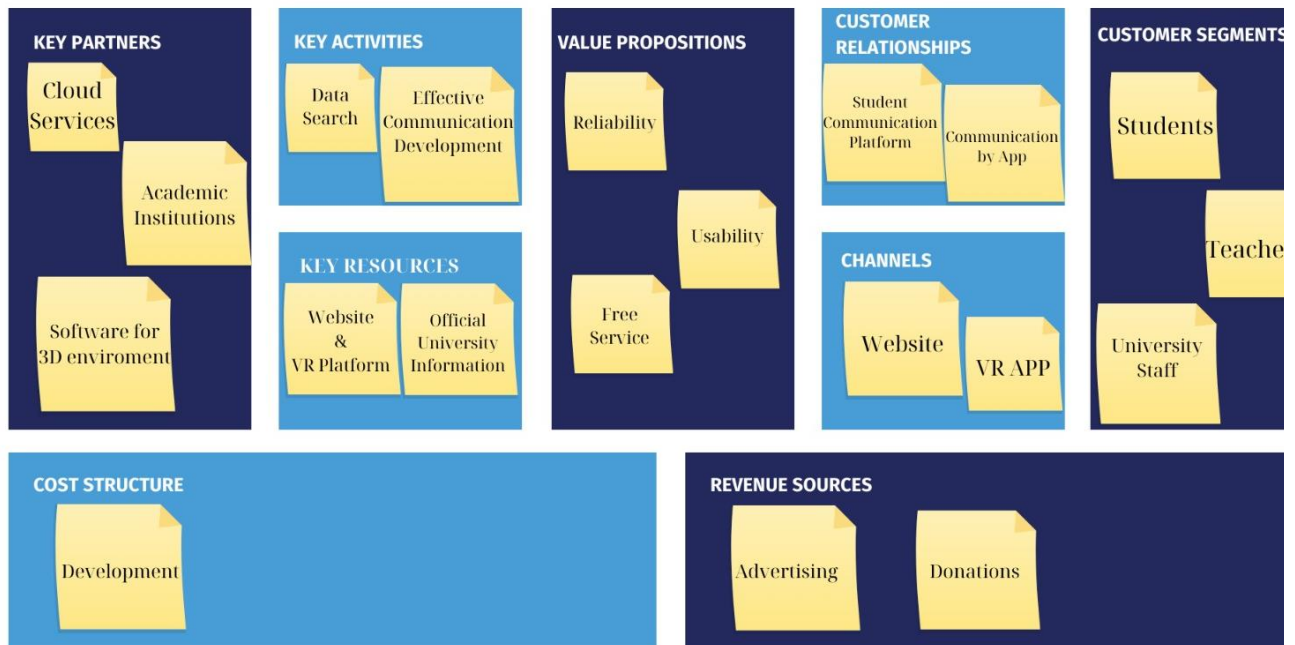 KEY PARTNERS
Cloud
Services
Academic
Institutions
Software for
3D enviroment
KEY ACTIVITIES
Data
Search
Effective
Communication
Development
KEY RESOURCES
Website
&
VR Platform
Official
University
Information
VALUE PROPOSITIONS
Reliability
Usability
Free
Service
CUSTOMER
RELATIONSHIPS
Student
Communication
Platform
Communication
by App
CHANNELS
Website
VR APP
CUSTOMER SEGMENTS
Students
Teache
University
Staff
COST STRUCTURE
Development
REVENUE SOURCES
Advertising
Donations